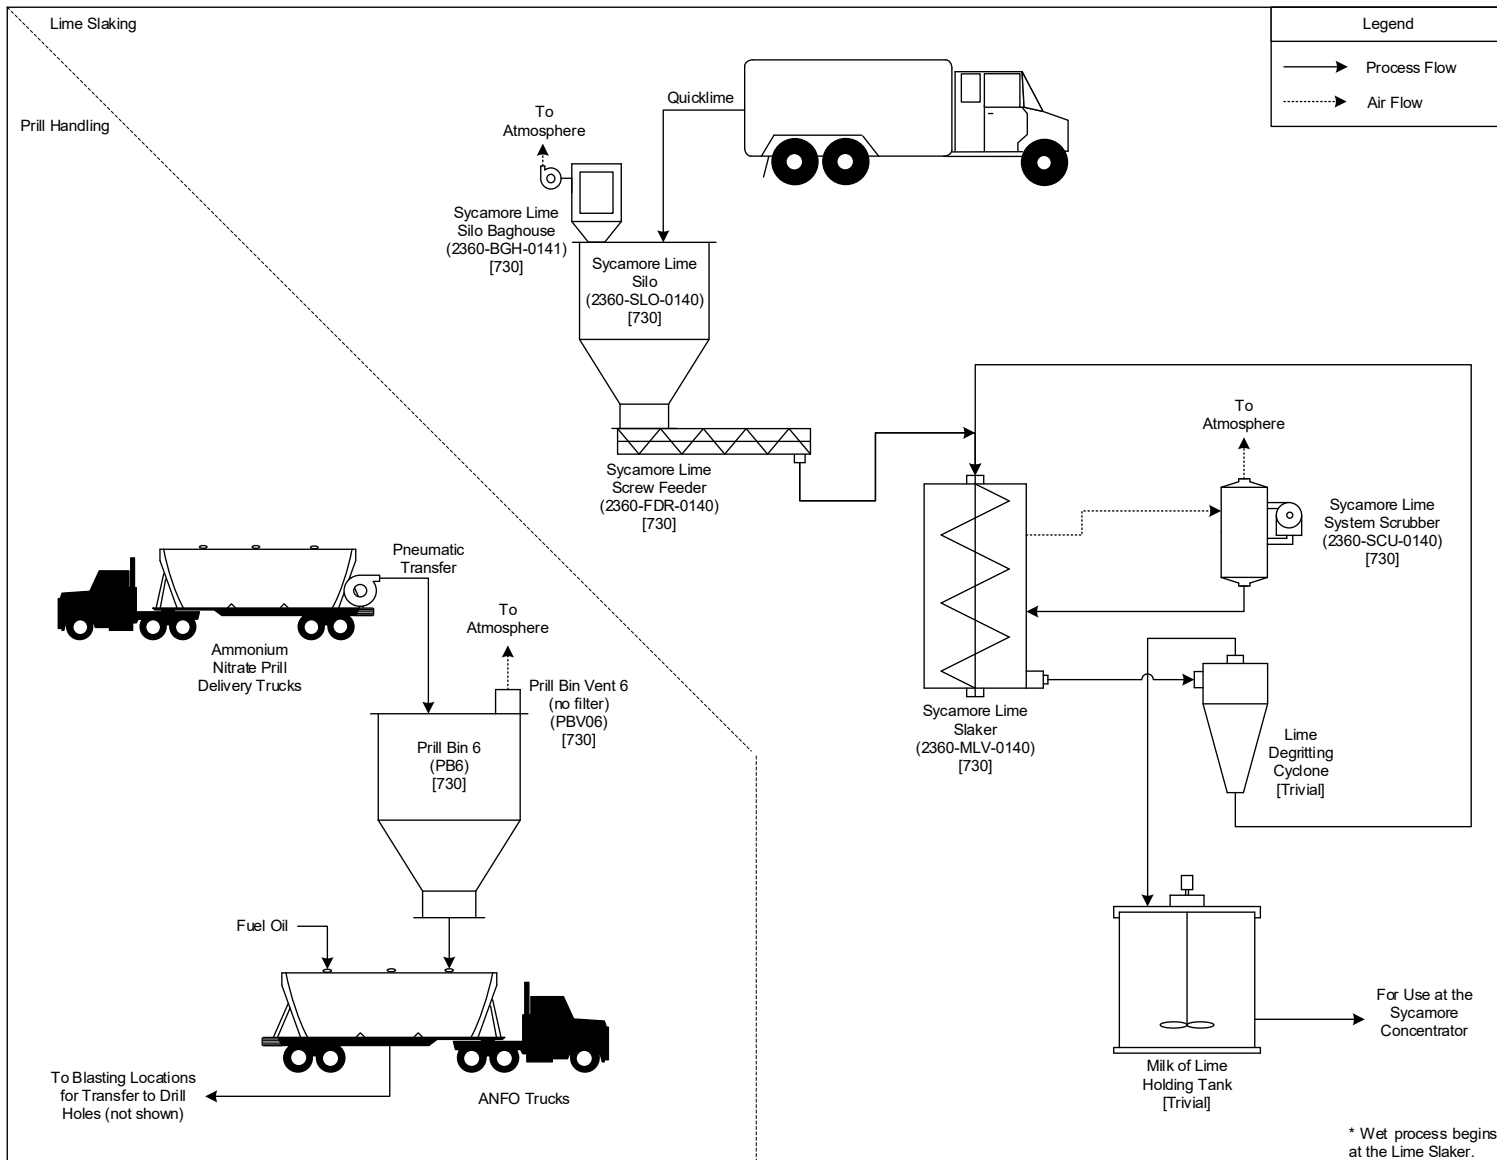 Lime Slaking
Prill Handling
Legend
Process Flow
Air Flow
Quicklime
To
Atmosphere
Sycamore Lime
Silo Baghouse
(2360-BGH-0141)
[730]
Sycamore Lime
Silo
(2360-SLO-0140)
[730]
Sycamore Lime
Screw Feeder
(2360-FDR-0140)
[730]
To
Atmosphere
Sycamore Lime
System Scrubber
(2360-SCU-0140)
[730]
Sycamore Lime
Slaker
(2360-MLV-0140)
[730]
Lime
Degritting
Cyclone
[Trivial]
Milk of Lime
Holding Tank
[Trivial]
For Use at the
Sycamore
Concentrator
* Wet process begins
at the Lime Slaker.
Pneumatic
Transfer
Ammonium
Nitrate Prill
Delivery Trucks
To
Atmosphere
Prill Bin Vent 6
(no filter)
(PBV06)
[730]
Prill Bin 6
(PB6)
[730]
Fuel Oil
To Blasting Locations
for Transfer to Drill
Holes (not shown)
ANFO Trucks